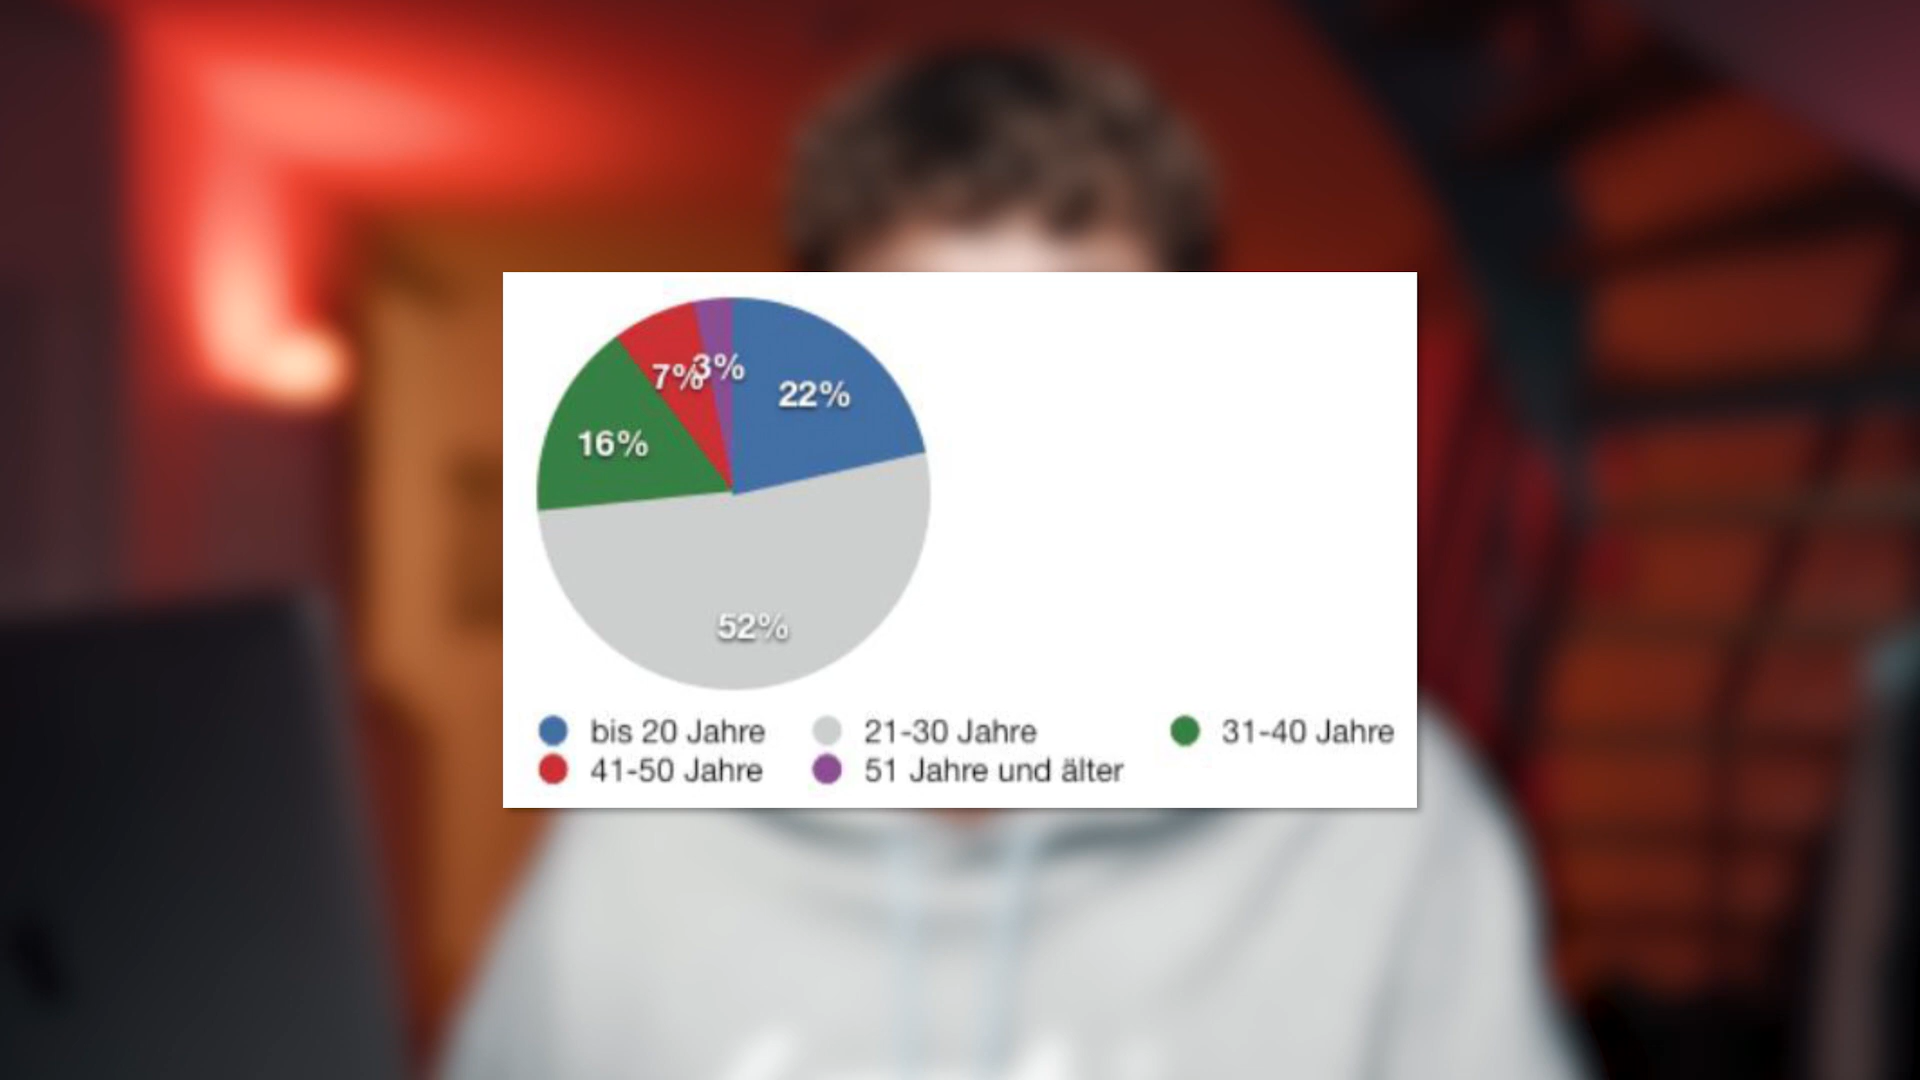 7%
3%
22%
16%
52%
bis 20 Jahre
21-30 Jahre
31-40 Jahre
41-50 Jahre
51 Jahre und älter